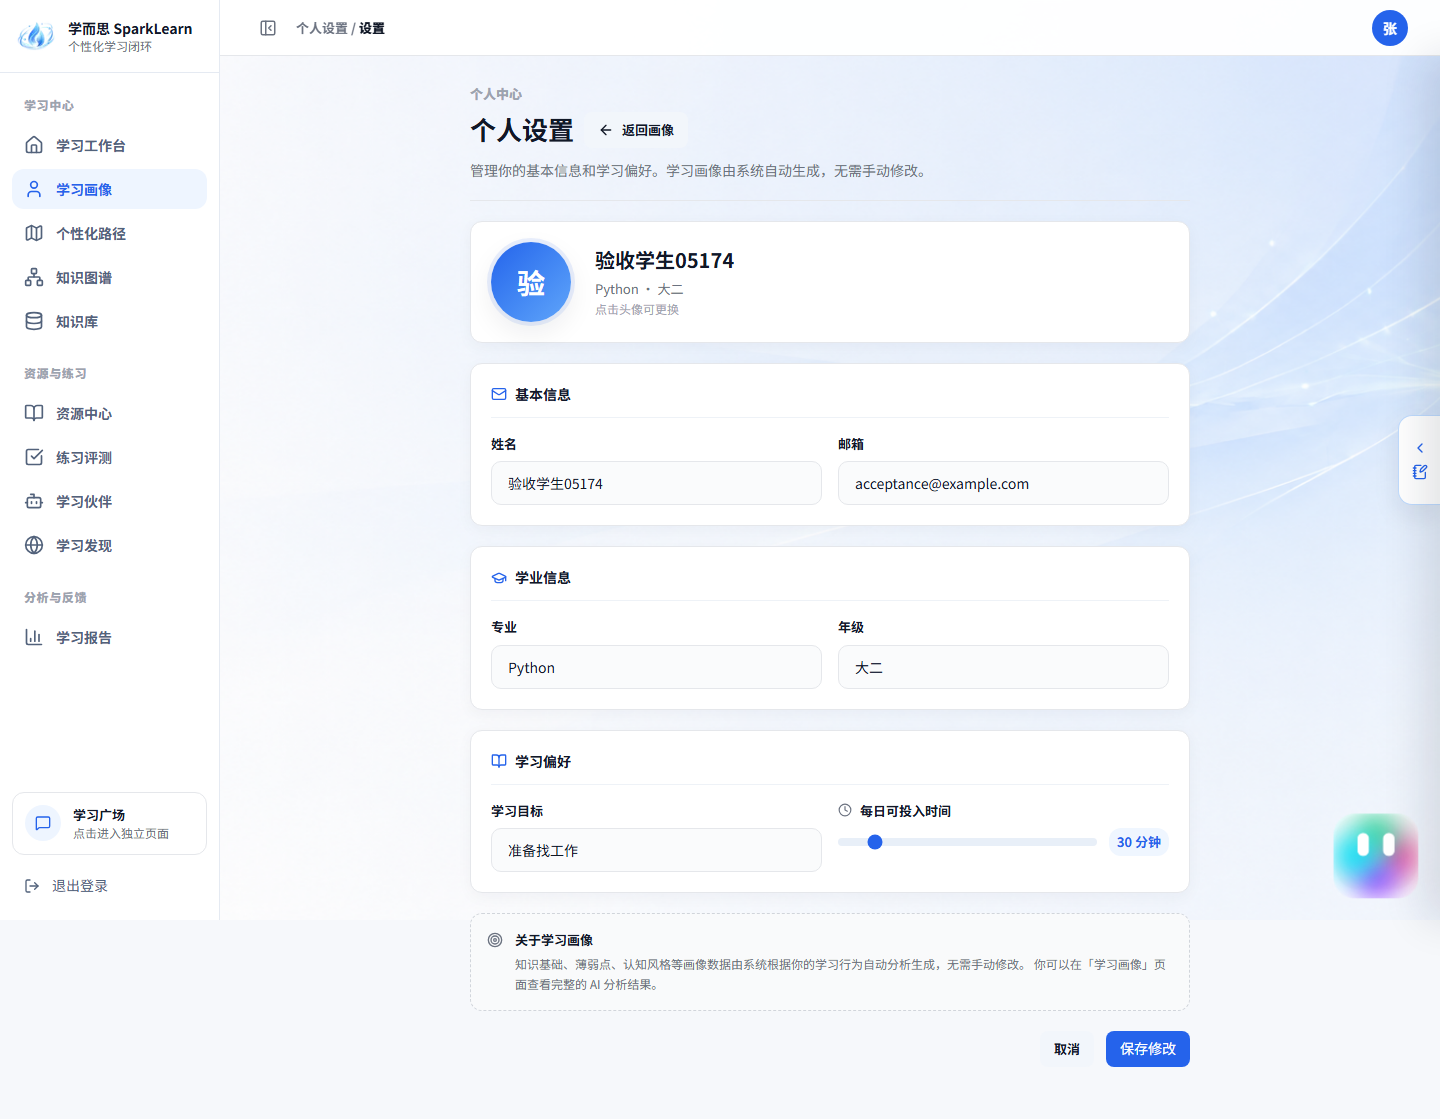 学而思 SparkLearn
个性化学习闭环
学习中心
学习工作台
学习画像
个性化路径
知识图谱
知识库
资源与练习
资源中心
练习评测
学习伙伴
学习发现
分析与反馈
学习报告
学习广场
点击进入独立页面
退出登录
个人设置 / 设置
张
个人中心
个人设置
返回画像
管理你的基本信息和学习偏好。学习画像由系统自动生成，无需手动修改。
验
验收学生05174
Python · 大二
点击头像可更换
基本信息
姓名
邮箱
验收学生05174
acceptance@example.com
学业信息
专业
年级
Python
大二
学习偏好
学习目标
每日可投入时间
准备找工作
30 分钟
关于学习画像
知识基础、薄弱点、认知风格等画像数据由系统根据你的学习行为自动分析生成，无需手动修改。 你可以在「学习画像」页
面查看完整的 AI 分析结果。
取消
保存修改